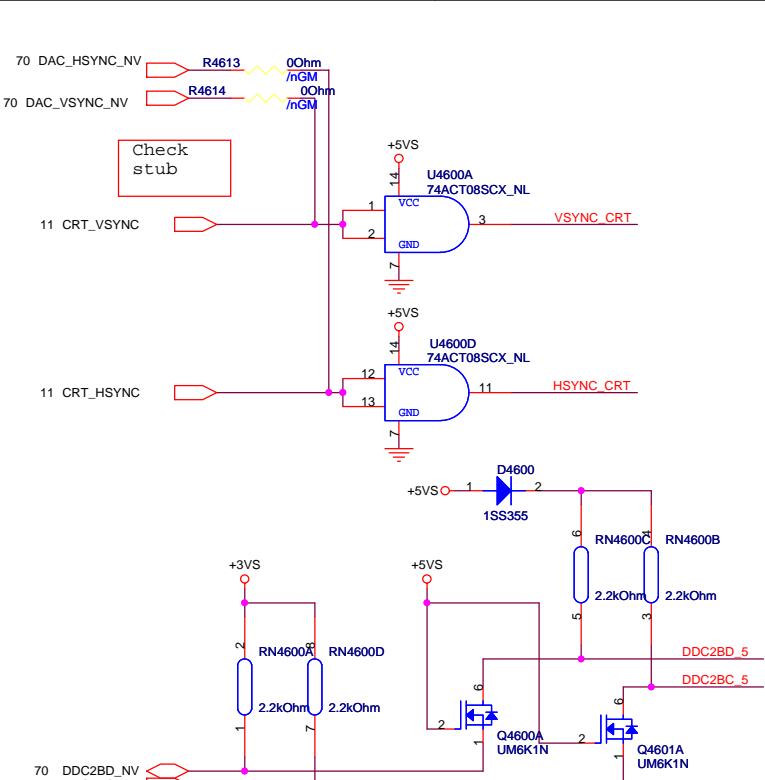 70 DAC_HSYNC_NV
R4613
0Ohm
/nGM
70 DAC_VSYNC_NV
R4614
0Ohm
/nGM
Check
stub
+5VS
14
U4600A
74ACT08SCX_NL
VCC
1
2
3
GND
7
11 CRT_VSYNC
VSYNC_CRT
+5VS
14
U4600D
74ACT08SCX_NL
VCC
12
13
11
GND
7
11 CRT_HSYNC
HSYNC_CRT
D4600
+5VS
1
2
1SS355
6
RN4600C
4
RN4600B
2.2kOhm
2.2kOhm
5
3
+3VS
+5VS
2
RN4600A
8
RN4600D
2.2kOhm
2.2kOhm
1
7
DDC2BD_5
DDC2BC_5
6
2
1
Q4600A
UM6K1N
6
2
1
Q4601A
UM6K1N
70 DDC2BD_NV